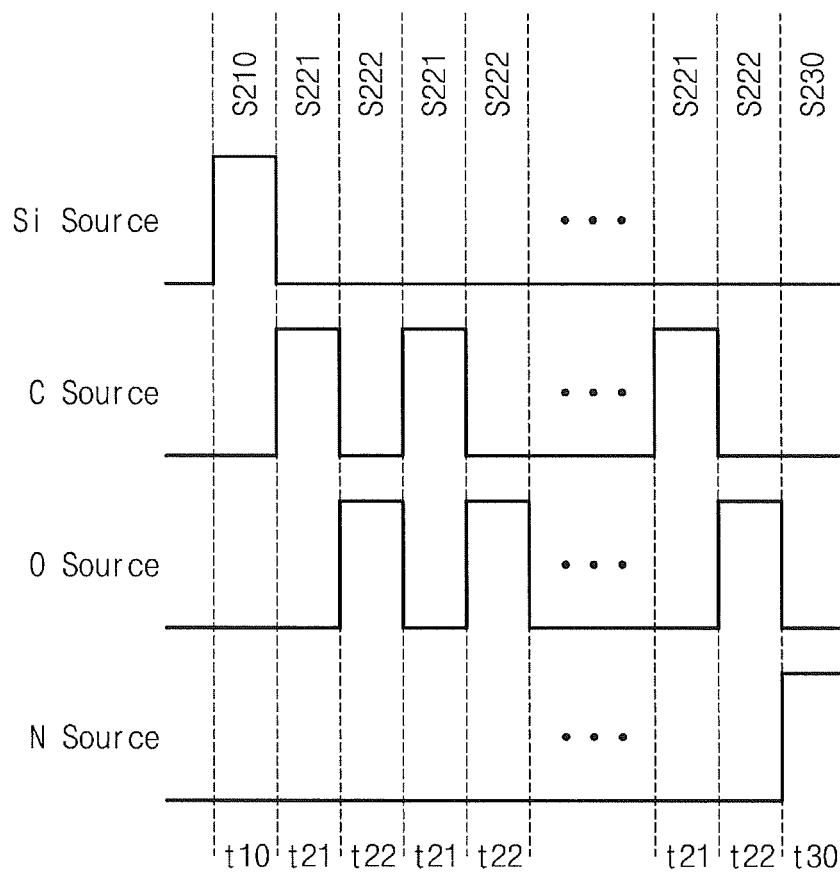 S210 S221 S222 S221 S222 S221 S222 S230
Si Source • • •
C Source • • •
O Source • • •
N Source • • •
t10 t21 t22 t21 t22 t21 t22 t30